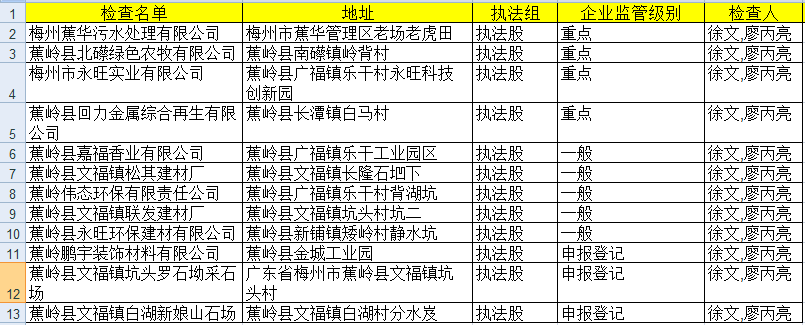 1 检查名单 地址 执法组 企业监管级别 检查人
2 梅州蕉华污水处理有限公司 梅州市蕉华管理区老场老虎田 执法股 重点 徐文,廖丙亮
3 蕉岭县北礤绿色农牧有限公司 蕉岭县南礤镇岭背村 执法股 重点 徐文,廖丙亮
4 梅州市永旺实业有限公司 蕉岭县广福镇乐干村永旺科技
创新园 执法股 重点 徐文,廖丙亮
5 蕉岭县回力金属综合再生有限
公司 蕉岭县长潭镇白马村 执法股 重点 徐文,廖丙亮
6 蕉岭县嘉福香业有限公司 蕉岭县广福镇乐干工业园区 执法股 一般 徐文,廖丙亮
7 蕉岭县文福镇松其建材厂 蕉岭县文福镇长隆石下 执法股 一般 徐文,廖丙亮
8 蕉岭伟态环保有限责任公司 蕉岭县广福镇乐干村背湖坑 执法股 一般 徐文,廖丙亮
9 蕉岭县文福镇联发建材厂 蕉岭县文福镇坑头村坑二 执法股 一般 徐文,廖丙亮
10 蕉岭县永旺环保建材有限公司 蕉岭县新铺镇矮岭村静水坑 执法股 一般 徐文,廖丙亮
11 蕉岭鹏宇装饰材料有限公司 蕉岭县金城工业园 执法股 申报登记 徐文,廖丙亮
12 蕉岭县文福镇坑头罗石坳采石
场 广东省梅州市蕉岭县文福镇坑
头村 执法股 申报登记 徐文,廖丙亮
13 蕉岭县文福镇白湖新娘山石场 蕉岭县文福镇白湖村分水岌 执法股 申报登记 徐文,廖丙亮